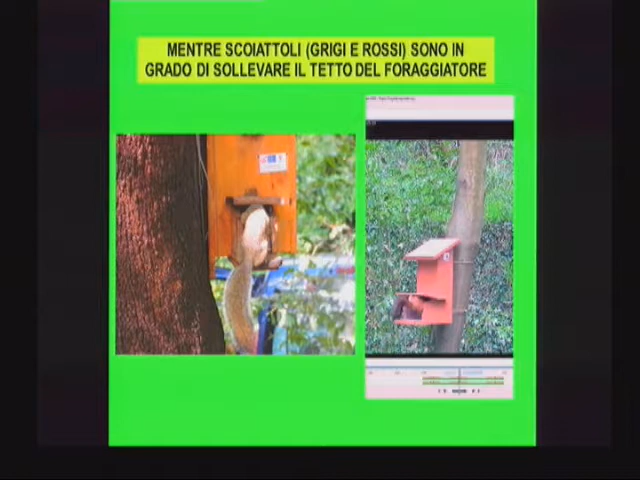 MENTRE SCOIATTOLI (GRIGI E ROSSI) SONO IN
GRADO DI SOLLEVARE IL TETTO DEL FORAGGIATORE